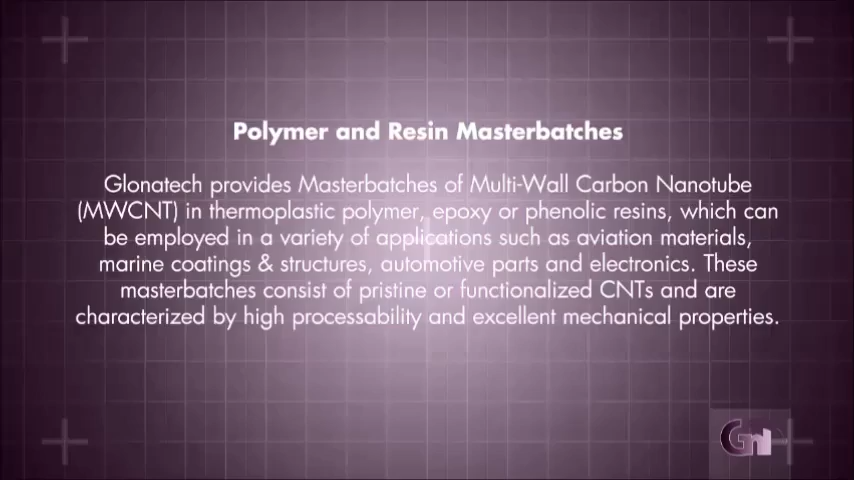 Polymer and Resin Masterbatches
Glonatech provides Masterbatches of Multi-Wall Carbon Nanotube
(MWCNT) in thermoplastic polymer, epoxy or phenolic resins, which can
be employed in a variety of applications such as aviation materials,
marine coatings & structures, automotive parts and electronics. These
masterbatches consist of pristine or functionalized CNTs and are
characterized by high processability and excellent mechanical properties.